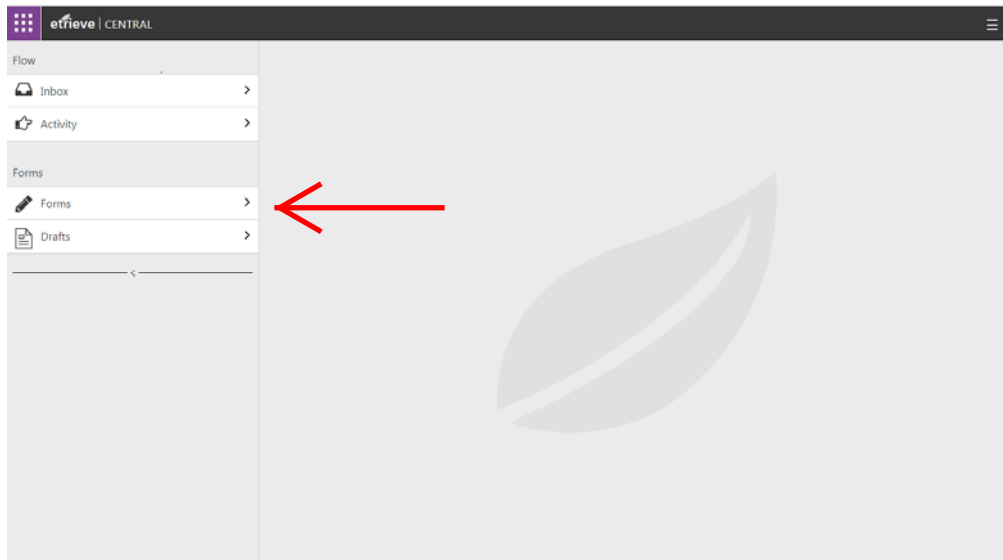 etrieve | CENTRAL
Flow
Inbox
Activity
Forms
Forms
Drafts